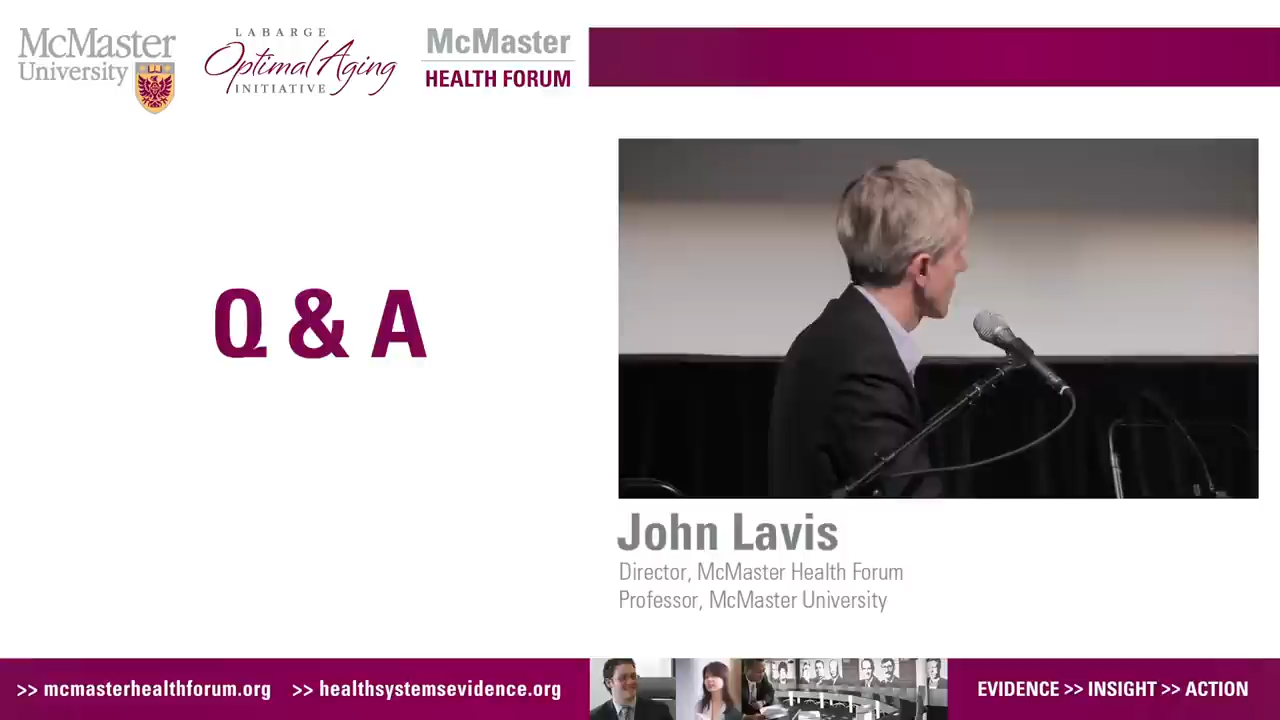 McMaster
University
LABARGE
Optimal Aging
INITIATIVE
McMaster
HEALTH FORUM
Q & A
John Lavis
Director, McMaster Health Forum
Professor, McMaster University
>> mcmasterhealthforum.org >> healthsystemsevidence.org
EVIDENCE >> INSIGHT >> ACTION